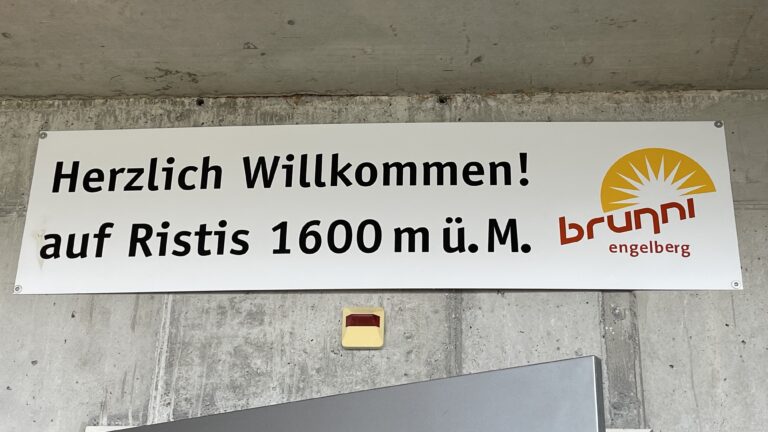 Herzlich Willkommen!
auf Ristis 1600 m ü. M.
brunni
engelberg